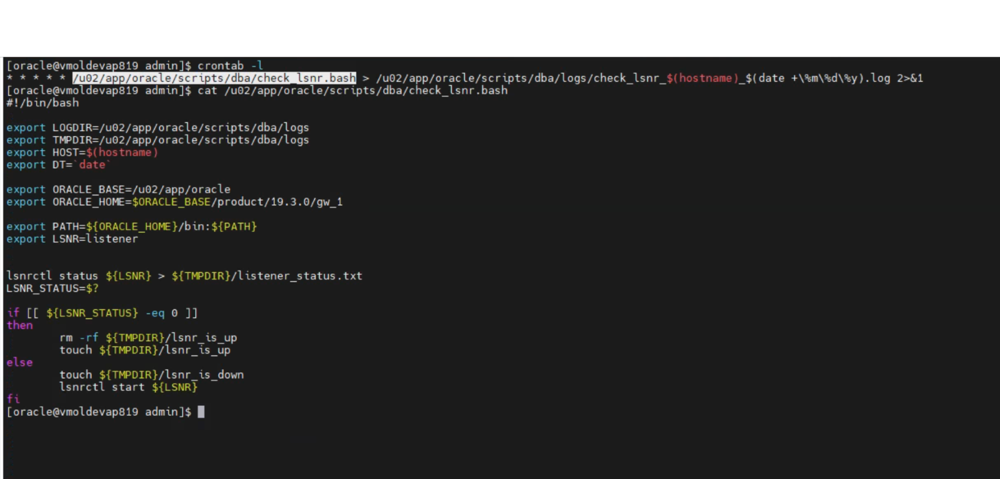 [oracle@vmoldevap819 admin]$ crontab -l
* * * * * /u02/app/oracle/scripts/dba/check_lsnr.bash > /u02/app/oracle/scripts/dba/logs/check_lsnr_$(hostname)_$(date +\%m\%d\%y).log 2>&1
[oracle@vmoldevap819 admin]$ cat /u02/app/oracle/scripts/dba/check_lsnr.bash
#!/bin/bash

export LOGDIR=/u02/app/oracle/scripts/dba/logs
export TMPDIR=/u02/app/oracle/scripts/dba/logs
export HOST=$(hostname)
export DT=`date`

export ORACLE_BASE=/u02/app/oracle
export ORACLE_HOME=$ORACLE_BASE/product/19.3.0/gw_1

export PATH=${ORACLE_HOME}/bin:${PATH}
export LSNR=listener

lsnrctl status ${LSNR} > ${TMPDIR}/listener_status.txt
LSNR_STATUS=$?

if [[ ${LSNR_STATUS} -eq 0 ]]
then
        rm -rf ${TMPDIR}/lsnr_is_up
        touch ${TMPDIR}/lsnr_is_up
else
        touch ${TMPDIR}/lsnr_is_down
        lsnrctl start ${LSNR}
fi
[oracle@vmoldevap819 admin]$